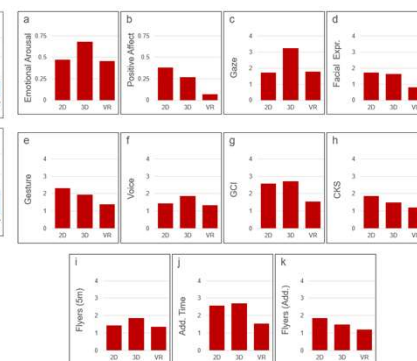 a
Emotional Arousal
0.75
0.5
0.25
0
2D 3D VR
b
Positive Affect
0.75
0.5
0.25
0
2D 3D VR
c
Gaze
4
3
2
1
0
2D 3D VR
d
Facial Expr.
4
3
2
1
0
2D 3D VR
e
Gesture
4
3
2
1
0
2D 3D VR
f
Voice
4
3
2
1
0
2D 3D VR
g
GCI
4
3
2
1
0
2D 3D VR
h
CKS
4
3
2
1
0
2D 3D VR
i
Flyers (5m)
4
3
2
1
0
2D 3D VR
j
Add. Time
4
3
2
1
0
2D 3D VR
k
Flyers (Add.)
4
3
2
1
0
2D 3D VR